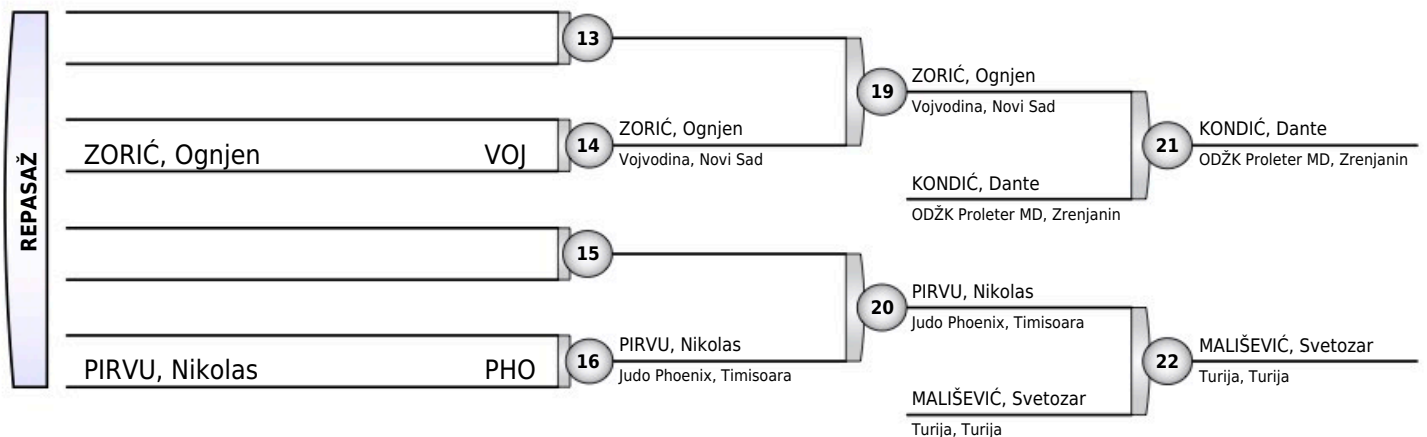 REPASAŽ
13
ZORIĆ, Ognjen VOJ
14
ZORIĆ, Ognjen
Vojvodina, Novi Sad
19
ZORIĆ, Ognjen
Vojvodina, Novi Sad
KONDIĆ, Dante
ODŽK Proleter MD, Zrenjanin
21
KONDIĆ, Dante
ODŽK Proleter MD, Zrenjanin
15
PIRVU, Nikolas PHO
16
PIRVU, Nikolas
Judo Phoenix, Timisoara
20
PIRVU, Nikolas
Judo Phoenix, Timisoara
MALIŠEVIĆ, Svetozar
Turija, Turija
22
MALIŠEVIĆ, Svetozar
Turija, Turija